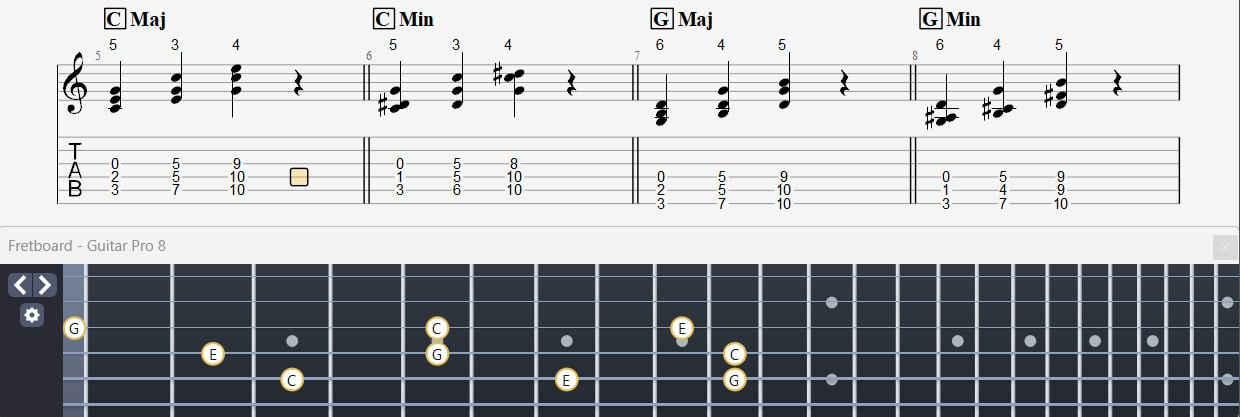 C Maj C Min G Maj G Min
5 3 4 5 3 4 6 4 5 6 4 5
5 6 7 8
T
A
B
0 5 9 0 5 8
2 5 10 1 5 10 0 5 9 0 5 9
3 7 10 3 6 10 2 5 10 1 4 9
3 7 10 3 7 10
Fretboard - Guitar Pro 8
G C E
E G C
C E G